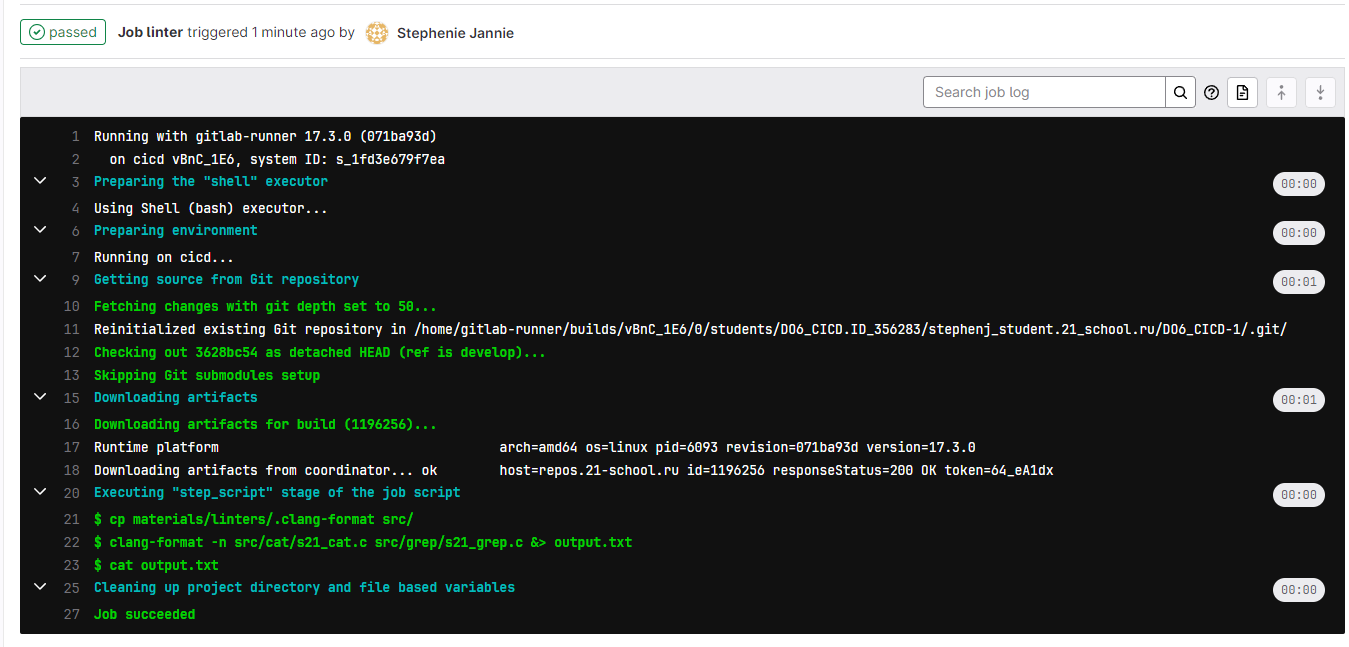 passed Job linter triggered 1 minute ago by Stephenie Jannie
Search job log
1 Running with gitlab-runner 17.3.0 (071ba93d)
2 on cicd vBnC_1E6, system ID: s_1fd3e679f7ea
3 Preparing the "shell" executor 00:00
4 Using Shell (bash) executor...
6 Preparing environment 00:00
7 Running on cicd...
9 Getting source from Git repository 00:01
10 Fetching changes with git depth set to 50...
11 Reinitialized existing Git repository in /home/gitlab-runner/builds/vBnC_1E6/0/students/DO6_CICD.ID_356283/stephenj_student.21_school.ru/DO6_CICD-1/.git/
12 Checking out 3628bc54 as detached HEAD (ref is develop)...
13 Skipping Git submodules setup
15 Downloading artifacts 00:01
16 Downloading artifacts for build (1196256)...
17 Runtime platform arch=amd64 os=linux pid=6093 revision=071ba93d version=17.3.0
18 Downloading artifacts from coordinator... ok host=repos.21-school.ru id=1196256 responseStatus=200 OK token=64_eA1dx
20 Executing "step_script" stage of the job script 00:00
21 $ cp materials/linters/.clang-format src/
22 $ clang-format -n src/cat/s21_cat.c src/grep/s21_grep.c &> output.txt
23 $ cat output.txt
25 Cleaning up project directory and file based variables 00:00
27 Job succeeded